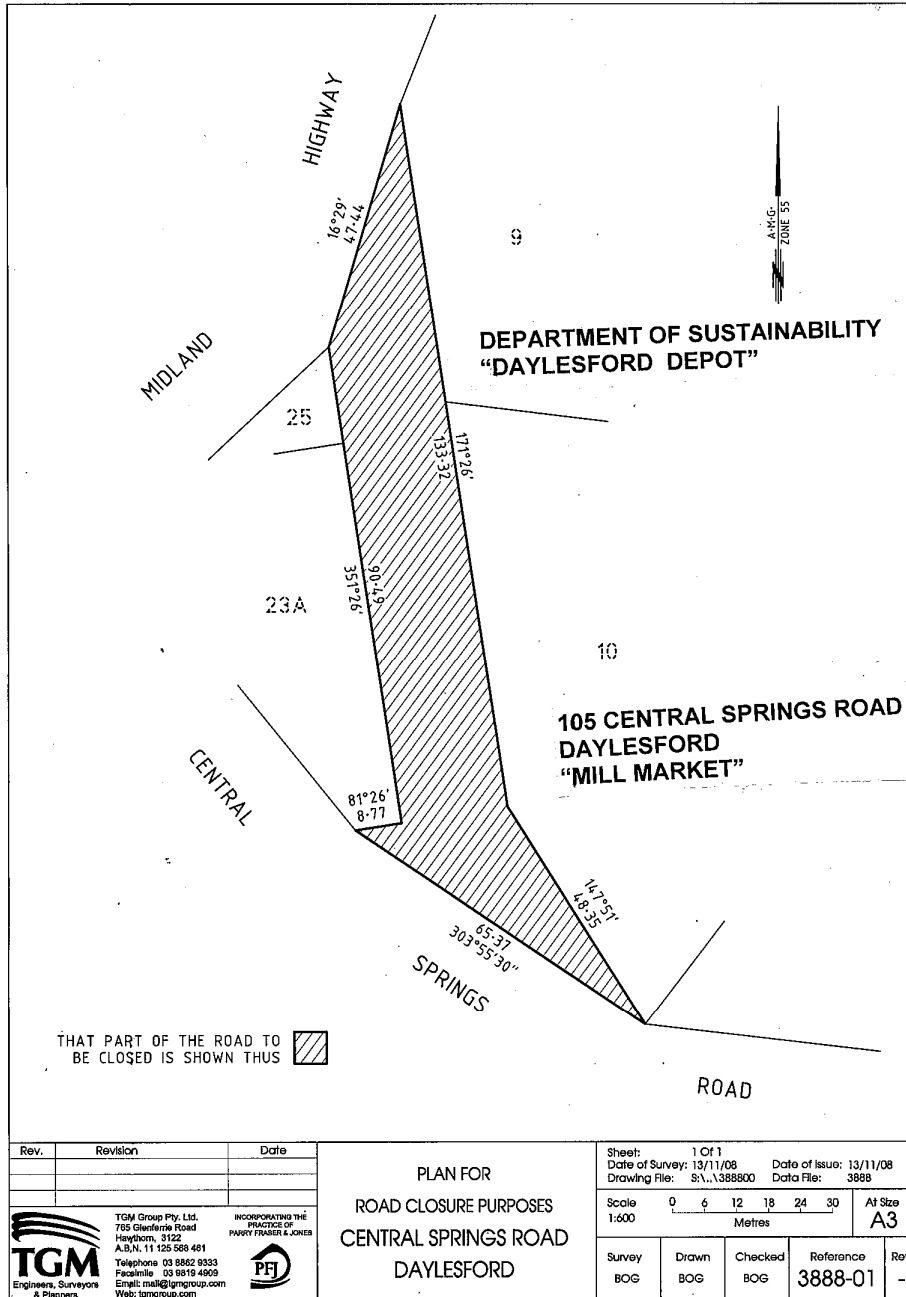 HIGHWAY
MIDLAND
16°29'
47·44
9
A·M·G·
ZONE 55
DEPARTMENT OF SUSTAINABILITY
“DAYLESFORD DEPOT”
25
171°26'
133·32
90·49
351°26'
23A
10
105 CENTRAL SPRINGS ROAD
DAYLESFORD
“MILL MARKET”
CENTRAL
81°26'
8·77
147°51'
48·35
65·37
303°55'30"
SPRINGS
THAT PART OF THE ROAD TO
BE CLOSED IS SHOWN THUS
ROAD
Rev. Revision Date
TGM
Engineers, Surveyors
& Planners
TGM Group Pty. Ltd.
765 Glenferrie Road
Hawthorn, 3122
A.B.N. 11 125 568 461
Telephone 03 8862 9333
Facsimile 03 9819 4909
Email: mail@tgmgroup.com
Web: tgmgroup.com
INCORPORATING THE
PRACTICE OF
PARRY FRASER & JONES
PFJ
PLAN FOR
ROAD CLOSURE PURPOSES
CENTRAL SPRINGS ROAD
DAYLESFORD
Sheet: 1 Of 1
Date of Survey: 13/11/08 Date of Issue: 13/11/08
Drawing File: S:\...\388800 Data File: 3888
Scale
1:600
0 6 12 18 24 30
Metres
At Size
A3
Survey
BOG
Drawn
BOG
Checked
BOG
Reference
3888-01
Re
-